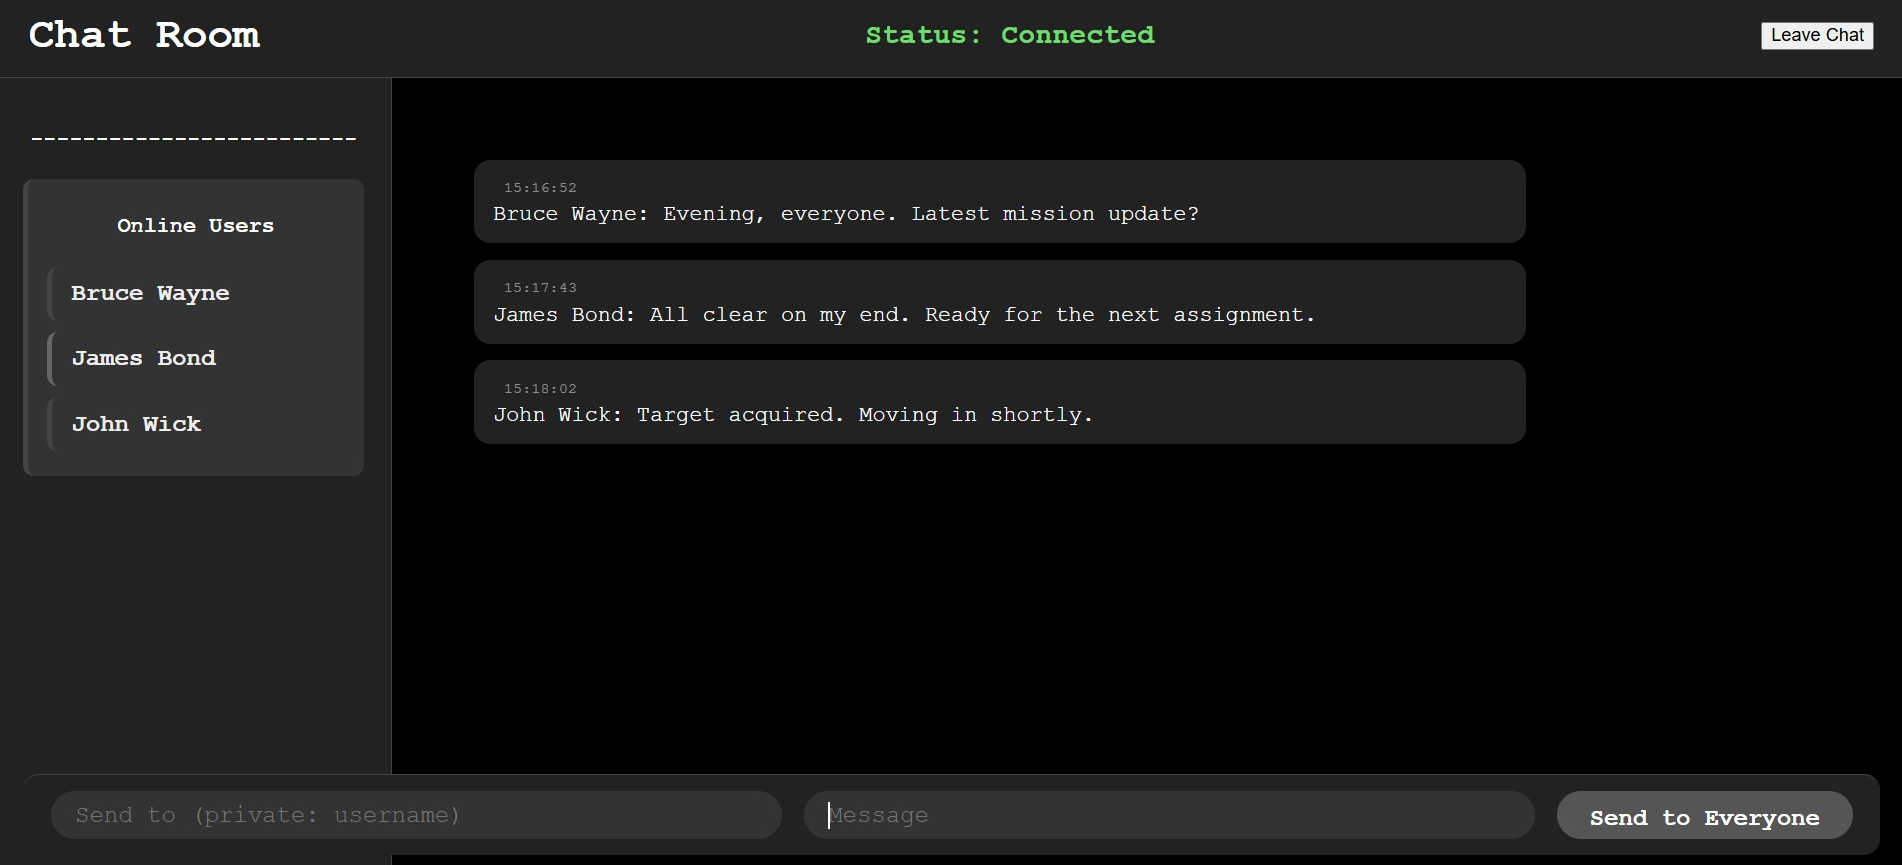 Chat Room
Status: Connected
Leave Chat
-------------------------
Online Users
Bruce Wayne
James Bond
John Wick
15:16:52
Bruce Wayne: Evening, everyone. Latest mission update?
15:17:43
James Bond: All clear on my end. Ready for the next assignment.
15:18:02
John Wick: Target acquired. Moving in shortly.
Send to (private: username)
Message
Send to Everyone